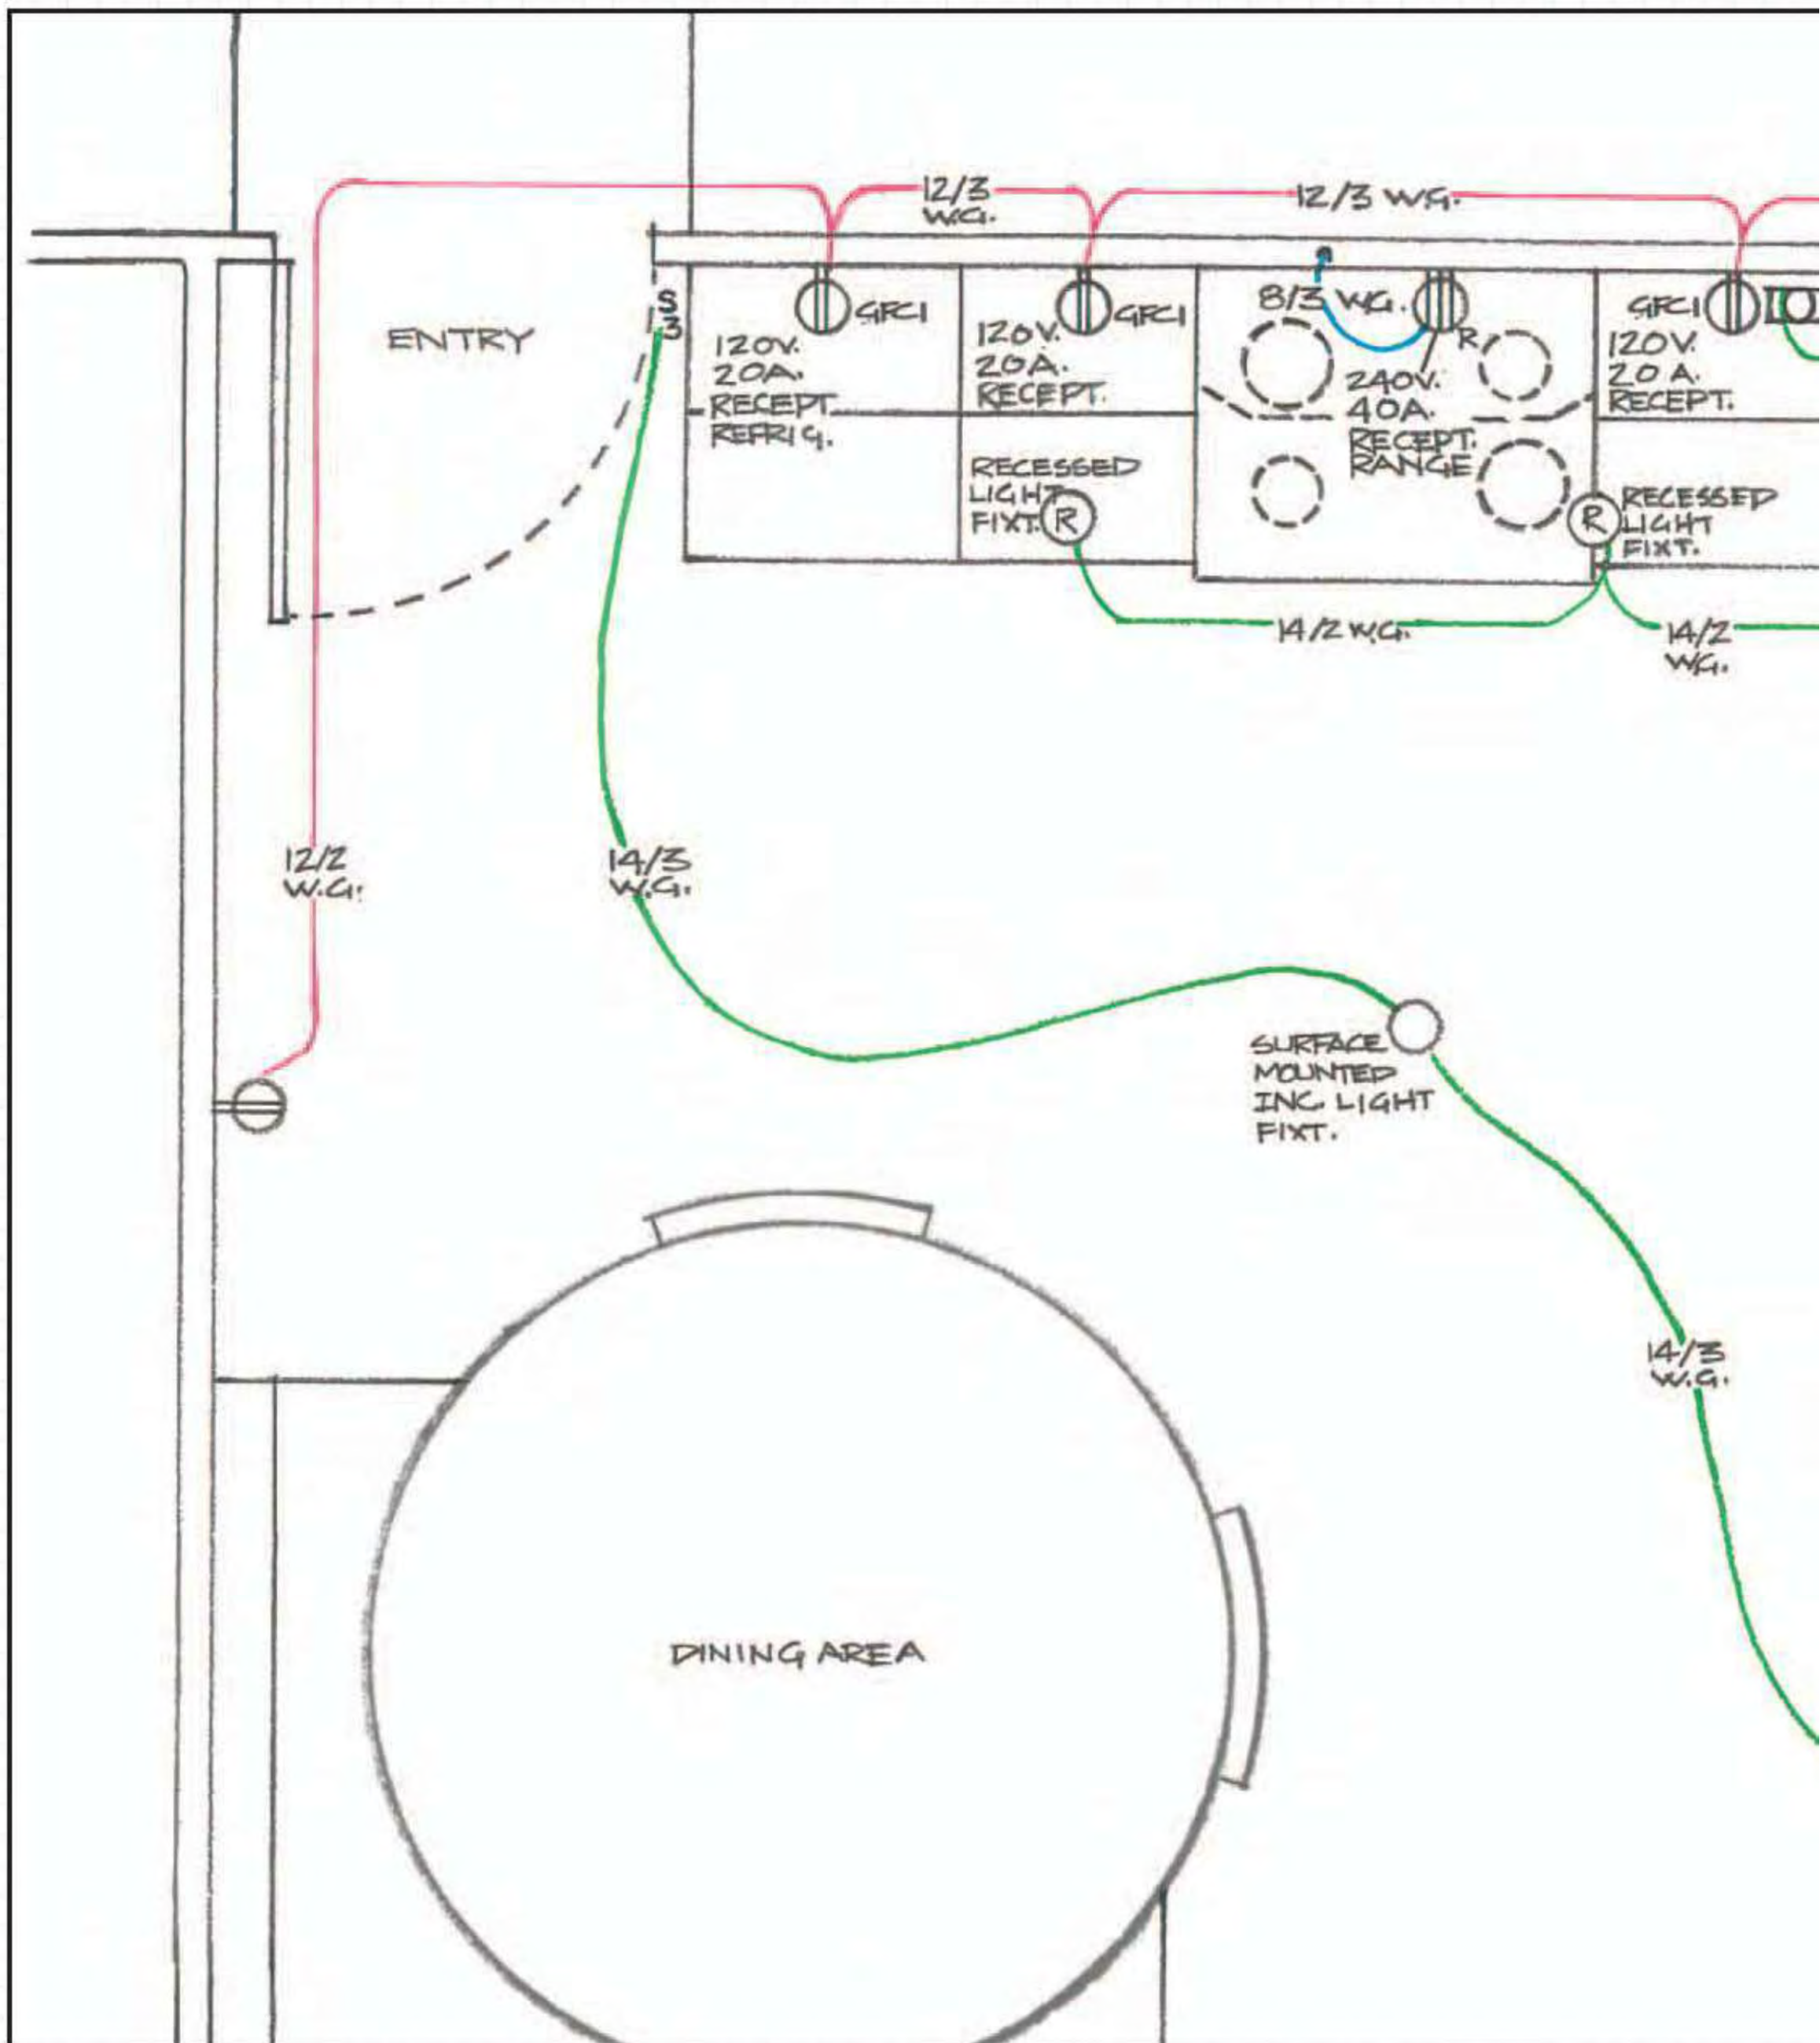 12/3
W.G.
12/3 W.G.
ENTRY
S
3
GFCI
120V.
20A.
RECEPT.
REFRIG.
GFCI
120V.
20A.
RECEPT.
8/3 W.G.
R
240V.
40A.
RECEPT.
RANGE
GFCI
120V.
20A.
RECEPT.
RECESSED
LIGHT
FIXT.
R
R
RECESSED
LIGHT
FIXT.
14/2 W.G.
14/2
W.G.
12/2
W.G.
14/3
W.G.
SURFACE
MOUNTED
INC. LIGHT
FIXT.
14/3
W.G.
DINING AREA